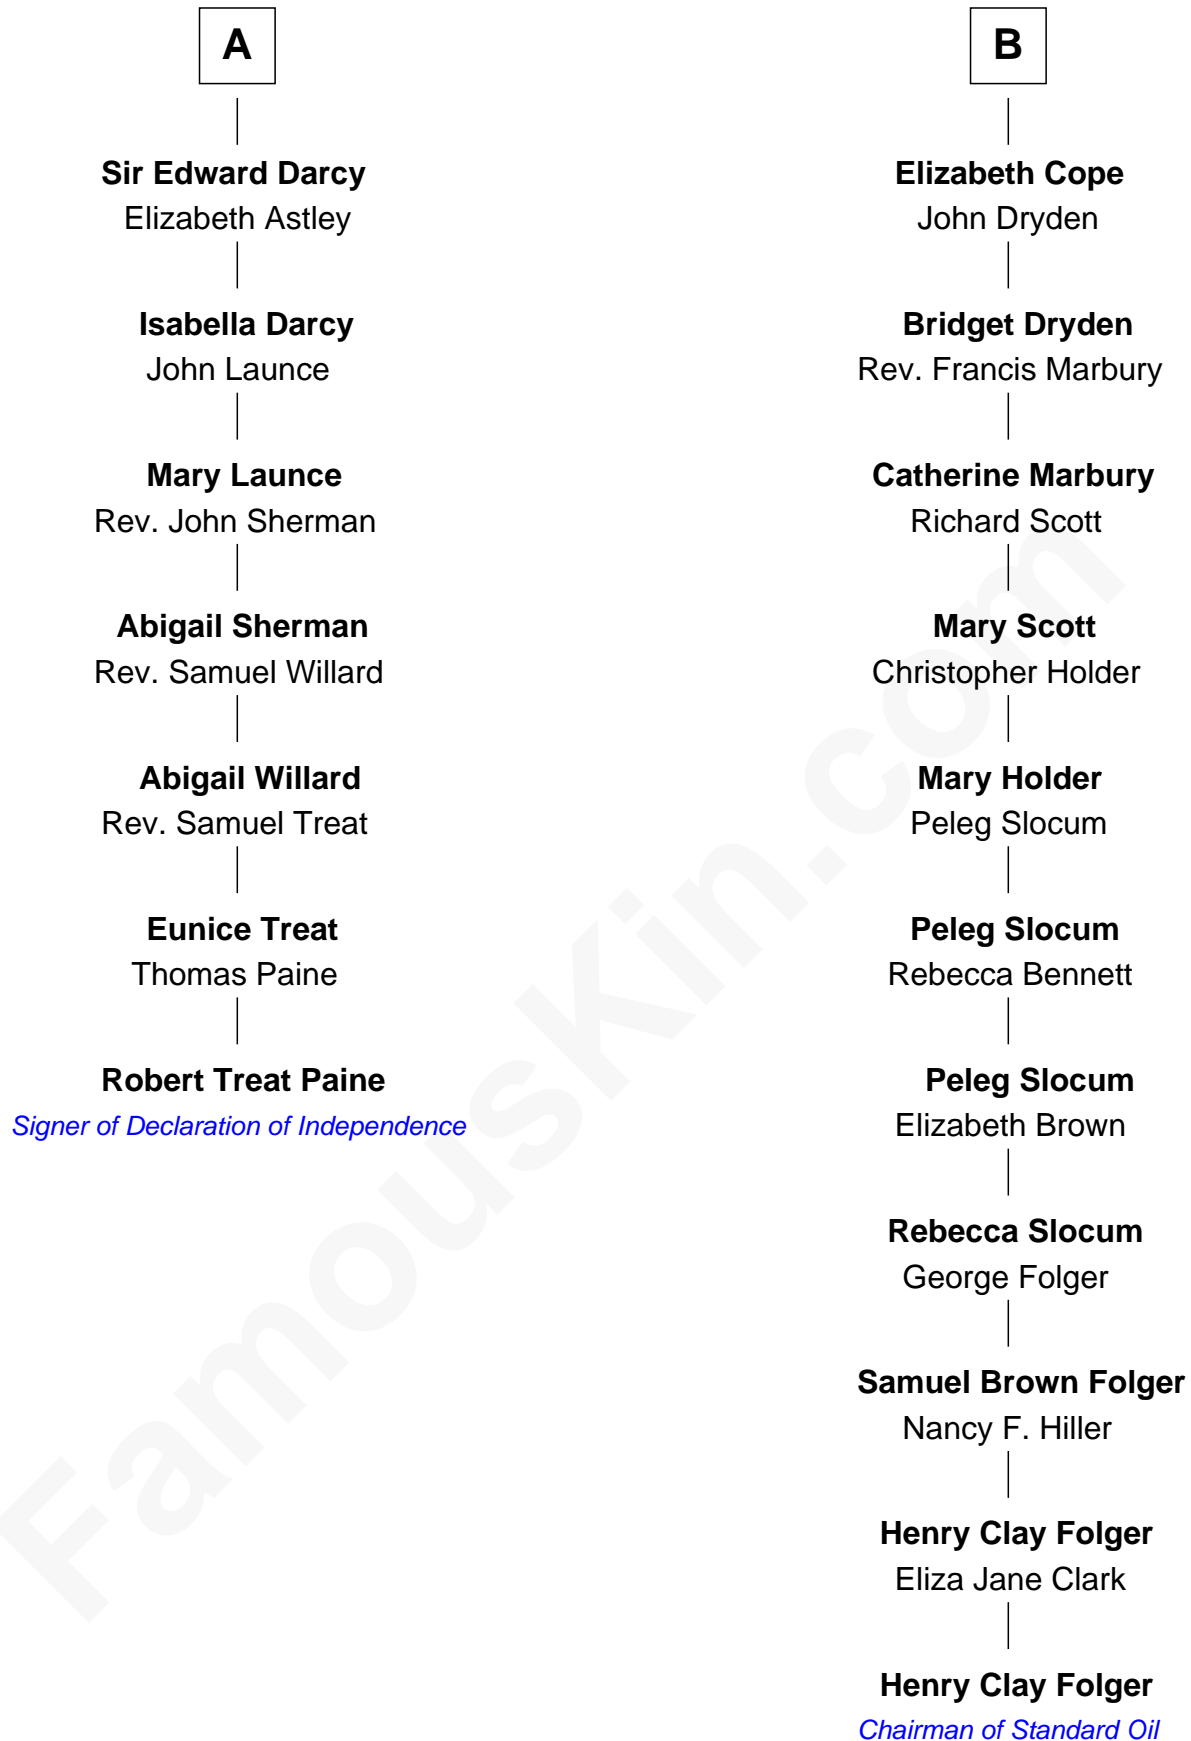 A
Sir Edward Darcy
Elizabeth Astley
Isabella Darcy
John Launce
Mary Launce
Rev. John Sherman
Abigail Sherman
Rev. Samuel Willard
Abigail Willard
Rev. Samuel Treat
Eunice Treat
Thomas Paine
Robert Treat Paine
Signer of Declaration of Independence
B
Elizabeth Cope
John Dryden
Bridget Dryden
Rev. Francis Marbury
Catherine Marbury
Richard Scott
Mary Scott
Christopher Holder
Mary Holder
Peleg Slocum
Peleg Slocum
Rebecca Bennett
Peleg Slocum
Elizabeth Brown
Rebecca Slocum
George Folger
Samuel Brown Folger
Nancy F. Hiller
Henry Clay Folger
Eliza Jane Clark
Henry Clay Folger
Chairman of Standard Oil
FamousKin.com